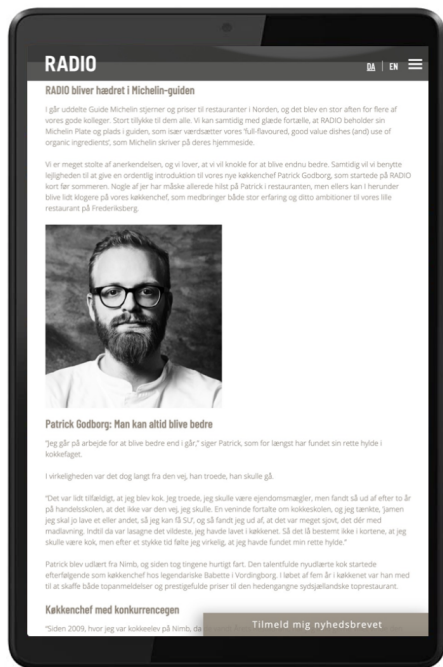 RADIO
DA | EN
RADIO bliver hædret i Michelin-guiden
I går uddelte Guide Michelin stjerner og priser til restauranter i Norden, og det blev en stor aften for flere af
vores gode kolleger. Stort tillykke til dem alle. Vi kan samtidig med glæde fortælle, at RADIO beholder sin
Michelin Plate og plads i guiden, som især værdsætter vores 'full-flavoured, good value dishes (and) use of
organic ingredients', som Michelin skriver på deres hjemmeside.
Vi er meget stolte af anerkendelsen, og vi lover, at vi vil knokle for at blive endnu bedre. Samtidig vil vi benytte
lejligheden til at give en ordentlig introduktion til vores nye køkkenchef Patrick Godborg, som startede på RADIO
kort før sommeren. Nogle af jer har måske allerede hilst på Patrick i restauranten, men ellers kan I herunder
blive lidt klogere på vores køkkenchef, som medbringer både stor erfaring og ditto ambitioner til vores lille
restaurant på Frederiksberg.
Patrick Godborg: Man kan altid blive bedre
"Jeg går på arbejde for at blive bedre end i går," siger Patrick, som for længst har fundet sin rette hylde i
kokkefaget.
I virkeligheden var det dog langt fra den vej, han troede, han skulle gå.
"Det var lidt tilfældigt, at jeg blev kok. Jeg troede, jeg skulle være ejendomsmægler, men fandt så ud af efter to år
på handelsskolen, at det ikke var den vej, jeg skulle. En veninde fortalte om kokkeskolen, og jeg tænkte, 'jamen
jeg skal jo lave et eller andet, så jeg kan få SU', og så fandt jeg ud af, at det var meget sjovt, det dér med
madlavning. Indtil da var lasagne det vildeste, jeg havde lavet i køkkenet. Så det lå bestemt ikke i kortene, at jeg
skulle være kok, men efter et stykke tid følte jeg virkelig, at jeg havde fundet min rette hylde."
Patrick blev udlært fra Nimb, og siden tog tingene hurtigt fart. Den talentfulde nyudlærte kok startede
efterfølgende som køkkenchef hos legendariske Babette i Vordingborg. I løbet af fem år i køkkenet var han med
til at skaffe både topanmeldelser og prestigefulde priser til den hedengangne sydsjællandske toprestaurant.
Køkkenchef med konkurrencegen
"Siden 2009, hvor jeg var kokkeelev på Nimb,
Tilmeld mig nyhedsbrevet